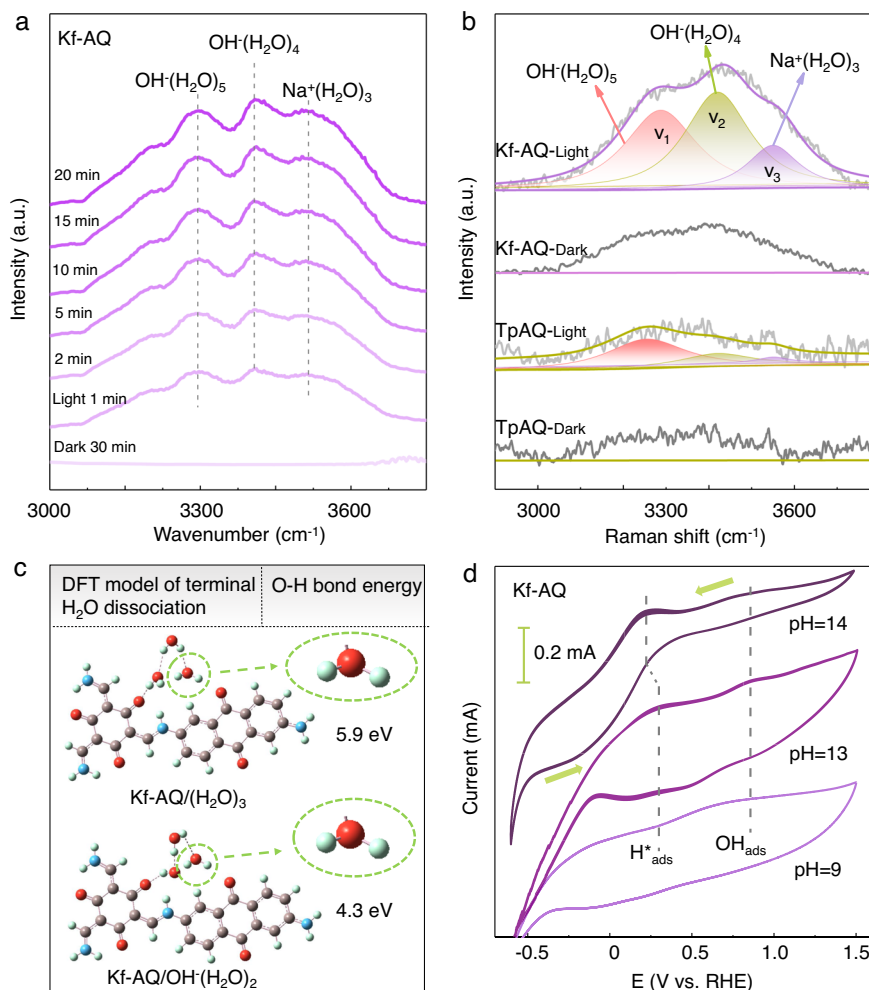 a
Kf-AQ
OH⁻(H₂O)₄
OH⁻(H₂O)₅
Na⁺(H₂O)₃
20 min
15 min
10 min
5 min
2 min
Light 1 min
Dark 30 min
Intensity (a.u.)
3000 3300 3600
Wavenumber (cm⁻¹)
b
OH⁻(H₂O)₄
OH⁻(H₂O)₅
Na⁺(H₂O)₃
v₁
v₂
v₃
Kf-AQ-Light
Kf-AQ-Dark
TpAQ-Light
TpAQ-Dark
Intensity (a.u.)
3000 3300 3600
Raman shift (cm⁻¹)
c
DFT model of terminal
H₂O dissociation
O-H bond energy
5.9 eV
Kf-AQ/(H₂O)₃
4.3 eV
Kf-AQ/OH⁻(H₂O)₂
d
Kf-AQ
0.2 mA
pH=14
pH=13
pH=9
H*ads
OHads
Current (mA)
-0.5 0 0.5 1.0 1.5
E (V vs. RHE)